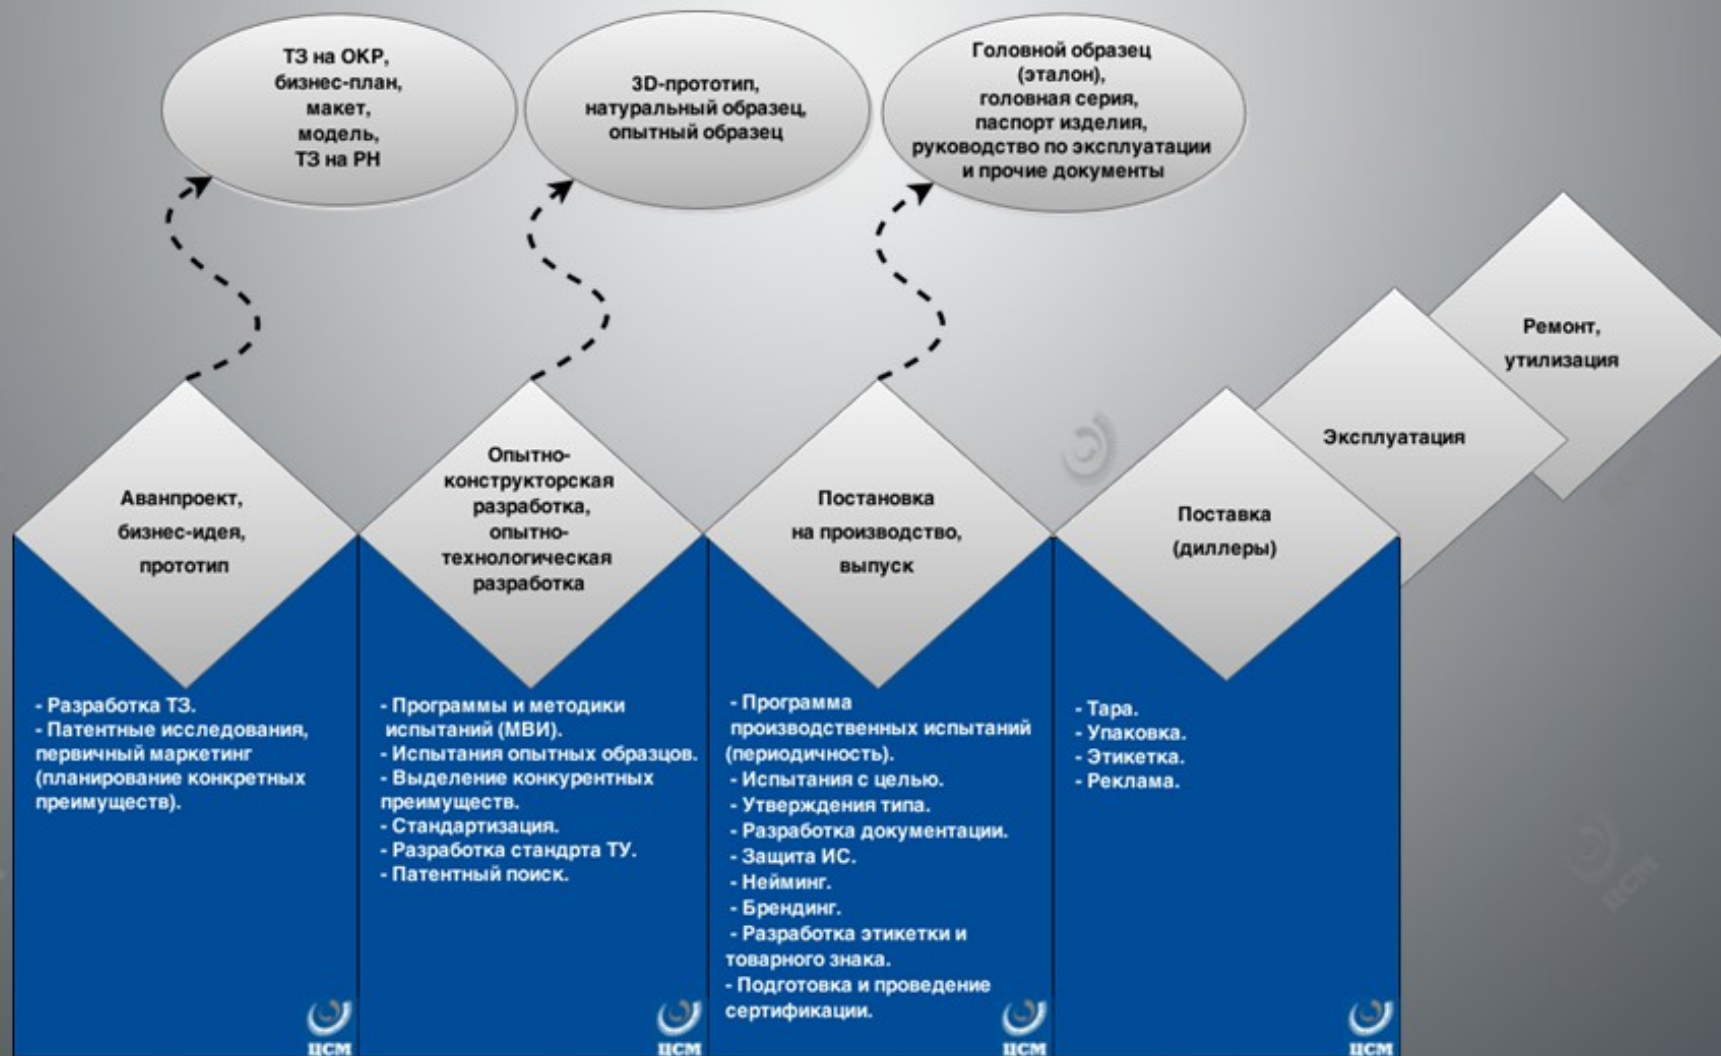 ТЗ на ОКР,
бизнес-план,
макет,
модель,
ТЗ на РН
3D-прототип,
натуральный образец,
опытный образец
Головной образец
(эталон),
головная серия,
паспорт изделия,
руководство по эксплуатации
и прочие документы
Аванпроект,
бизнес-идея,
прототип
Опытно-
конструкторская
разработка,
опытно-
технологическая
разработка
Постановка
на производство,
выпуск
Поставка
(диллеры)
Эксплуатация
Ремонт,
утилизация
- Разработка ТЗ.
- Патентные исследования,
первичный маркетинг
(планирование конкретных
преимуществ).
- Программы и методики
испытаний (МВИ).
- Испытания опытных образцов.
- Выделение конкурентных
преимуществ.
- Стандартизация.
- Разработка стандрта ТУ.
- Патентный поиск.
- Программа
производственных испытаний
(периодичность).
- Испытания с целью.
- Утверждения типа.
- Разработка документации.
- Защита ИС.
- Нейминг.
- Брендинг.
- Разработка этикетки и
товарного знака.
- Подготовка и проведение
сертификации.
- Тара.
- Упаковка.
- Этикетка.
- Реклама.
ЦСМ
ЦСМ
ЦСМ
ЦСМ
ЦСМ